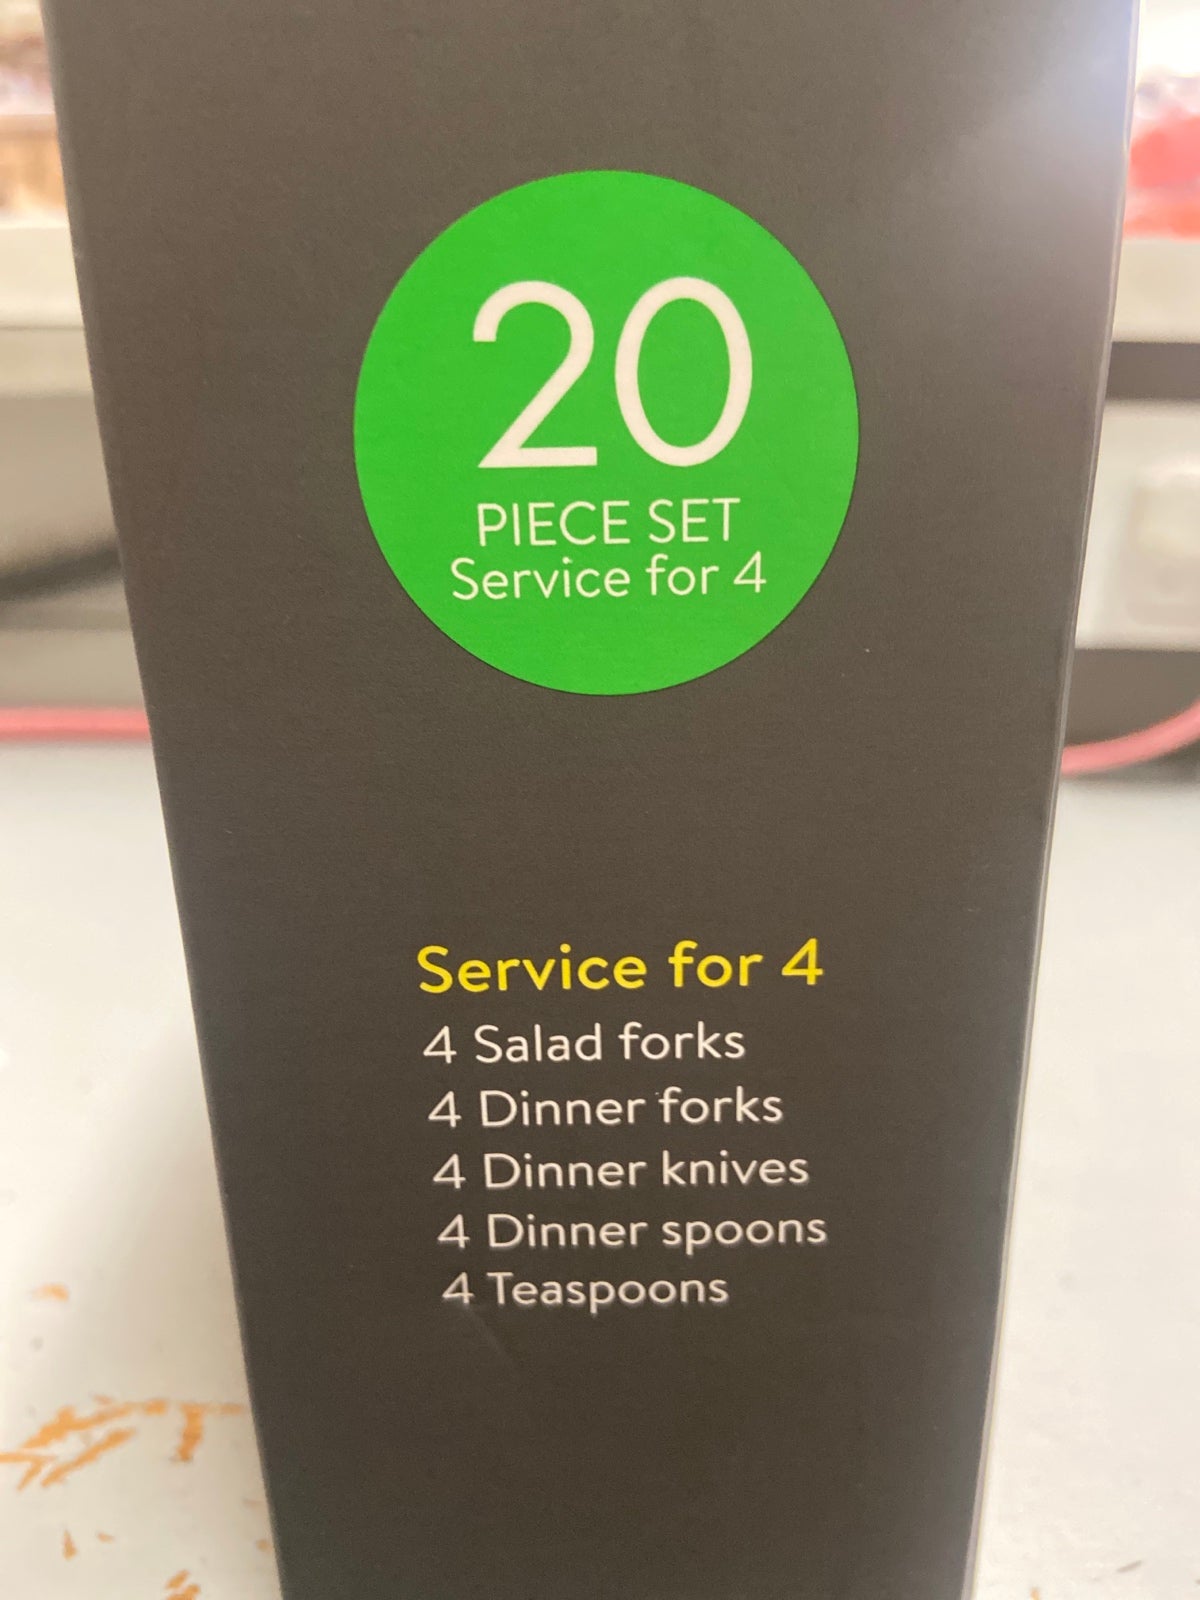 20
PIECE SET
Service for 4
Service for 4
4 Salad forks
4 Dinner forks
4 Dinner knives
4 Dinner spoons
4 Teaspoons